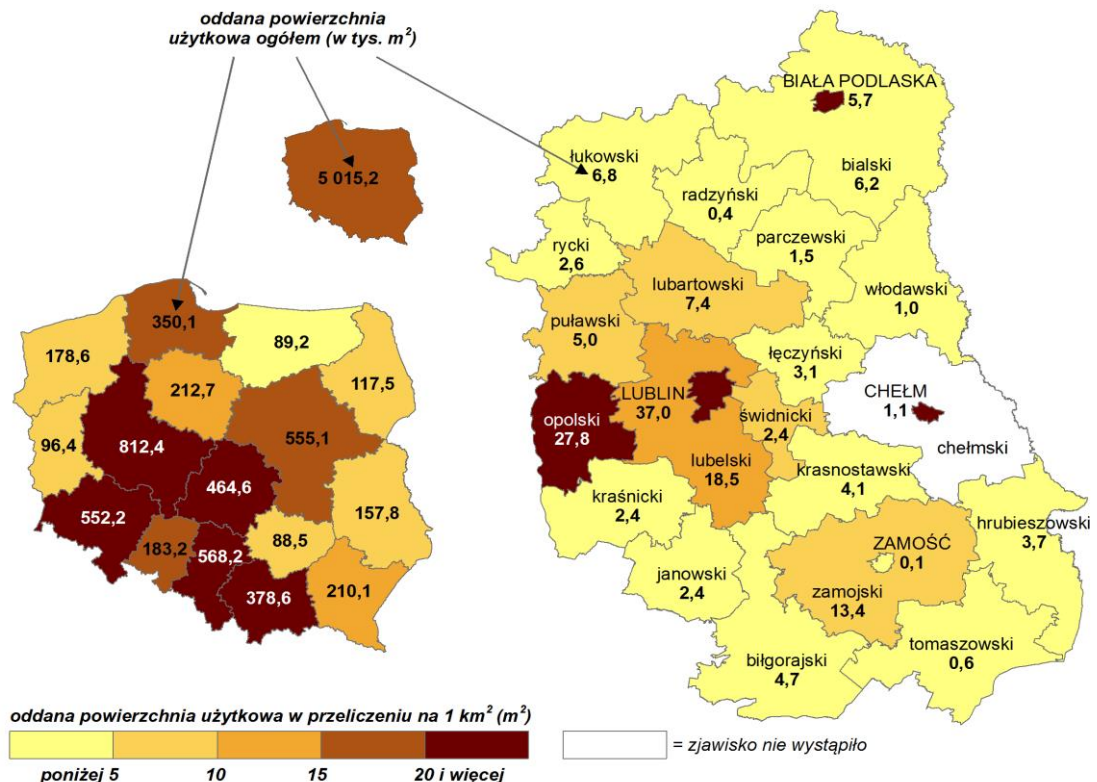 oddana powierzchnia
użytkowa ogółem (w tys. m²)
5 015,2
350,1
178,6
89,2
117,5
212,7
96,4
812,4
555,1
464,6
552,2
157,8
183,2
568,2
88,5
378,6
210,1
BIAŁA PODLASKA
5,7
łukowski
6,8
bialski
6,2
radzyński
0,4
rycki
2,6
parczewski
1,5
lubartowski
7,4
włodawski
1,0
puławski
5,0
łęczyński
3,1
LUBLIN
37,0
CHEŁM
1,1
opolski
27,8
świdnicki
2,4
chełmski
lubelski
18,5
krasnostawski
4,1
kraśnicki
2,4
hrubieszowski
3,7
ZAMOŚĆ
0,1
janowski
2,4
zamojski
13,4
tomaszowski
0,6
biłgorajski
4,7
oddana powierzchnia użytkowa w przeliczeniu na 1 km² (m²)
poniżej 5 10 15 20 i więcej
= zjawisko nie wystąpiło